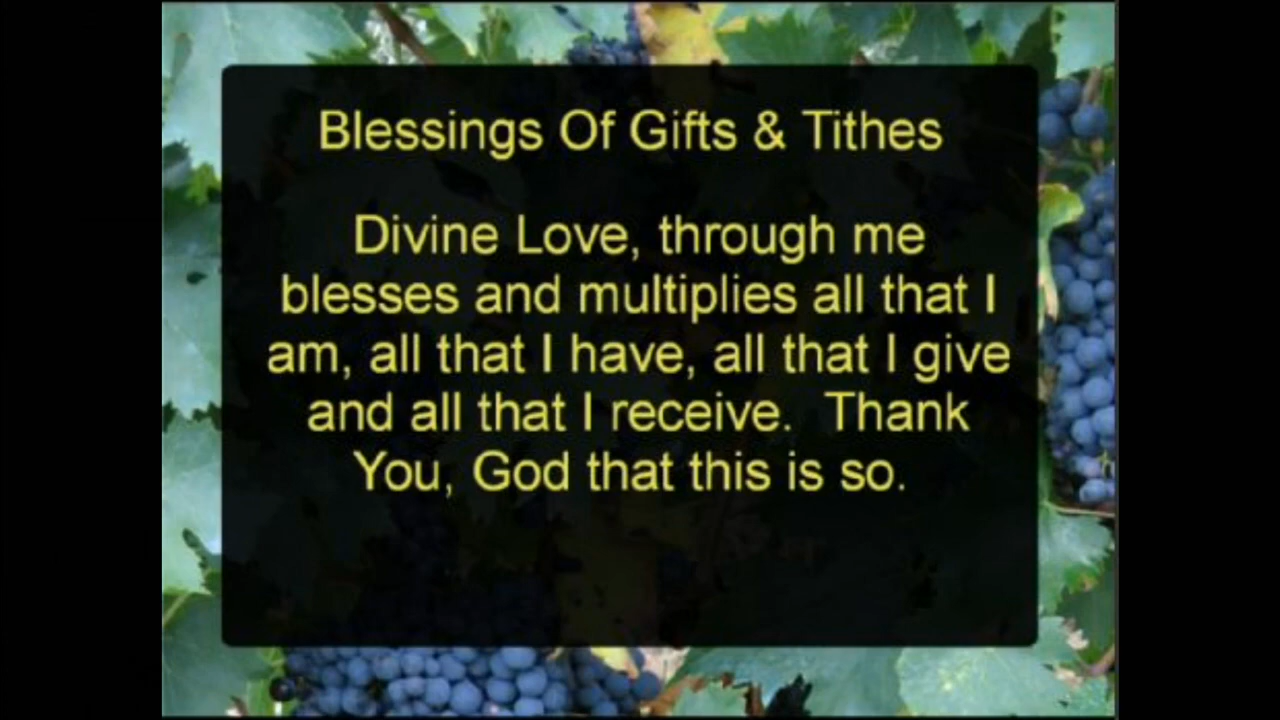 Blessings Of Gifts & Tithes
Divine Love, through me
blesses and multiplies all that I
am, all that I have, all that I give
and all that I receive.  Thank
You, God that this is so.